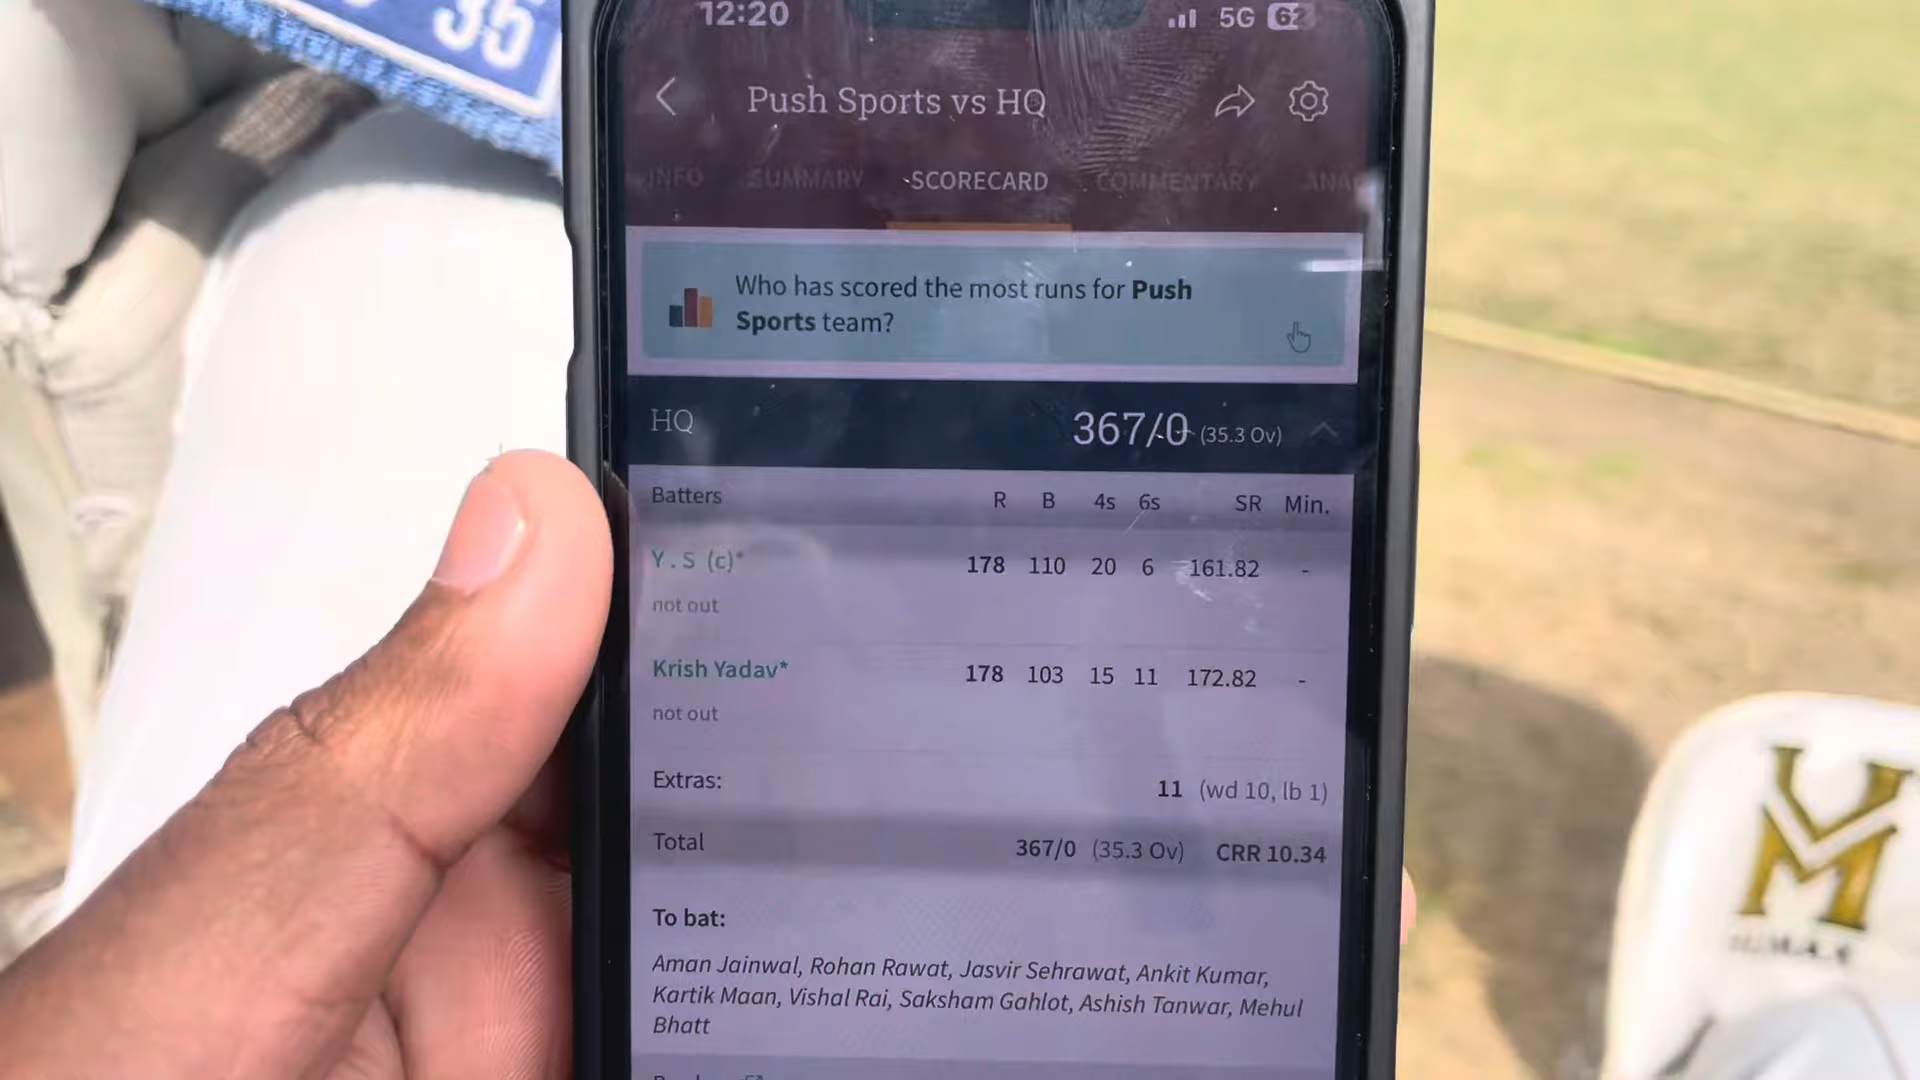 35
12:20 5G 62
Push Sports vs HQ
INFO SUMMARY SCORECARD COMMENTARY ANA
Who has scored the most runs for Push
Sports team?
HQ 367/0 (35.3 Ov)
Batters R B 4s 6s SR Min.
Y . S (c)* 178 110 20 6 161.82 -
not out
Krish Yadav* 178 103 15 11 172.82 -
not out
Extras: 11 (wd 10, lb 1)
Total 367/0 (35.3 Ov) CRR 10.34
To bat:
Aman Jainwal, Rohan Rawat, Jasvir Sehrawat, Ankit Kumar,
Kartik Maan, Vishal Rai, Saksham Gahlot, Ashish Tanwar, Mehul
Bhatt